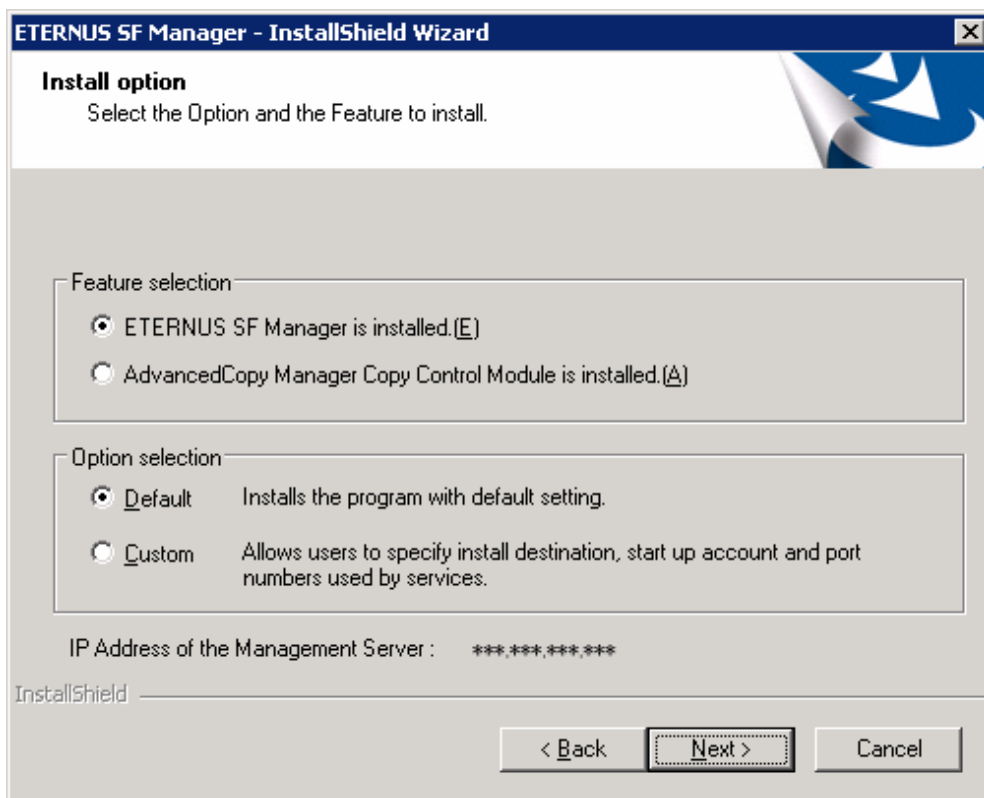 ETERNUS SF Manager - InstallShield Wizard
Install option
Select the Option and the Feature to install.
Feature selection
ETERNUS SF Manager is installed.(E)
AdvancedCopy Manager Copy Control Module is installed.(A)
Option selection
Default Installs the program with default setting.
Custom Allows users to specify install destination, start up account and port
numbers used by services.
IP Address of the Management Server : ***.***.***.***
InstallShield
< Back Next > Cancel